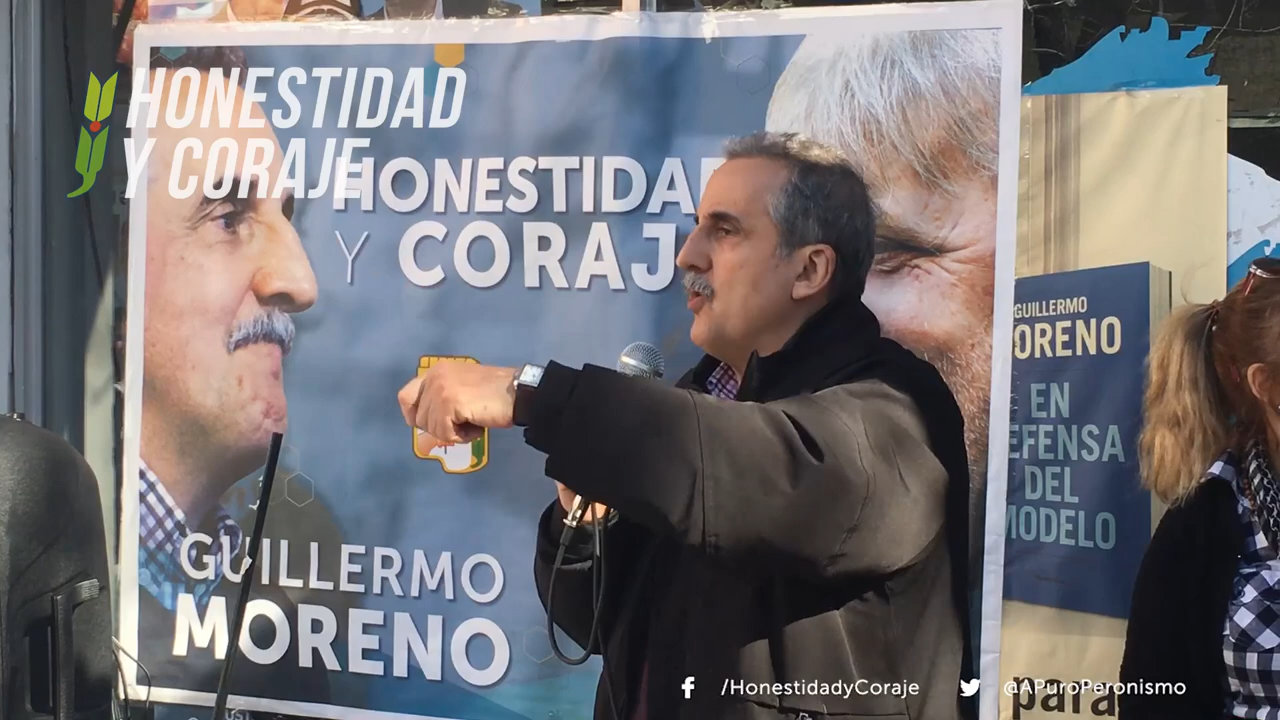 HONESTIDAD
Y CORAJE
HONESTIDA
Y CORAJ
GUILLERMO
MORENO
GUILLERMO
ORENO
EN
EFENSA
DEL
MODELO
para
/HonestidadyCoraje
@APuroPeronismo